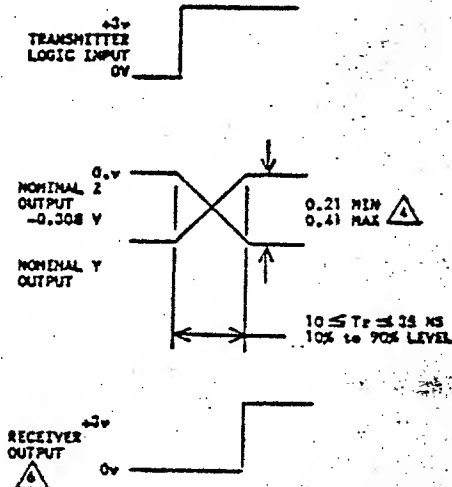 +3v
TRANSMITTER
LOGIC INPUT
0V
0.v
NOMINAL Z
OUTPUT
-0.308 V
NOMINAL Y
OUTPUT
0.21 MIN
0.41 MAX 4
10 ≤ Tr ≤ 35 NS
10% to 90% LEVEL
+3v
RECEIVER
OUTPUT
6
0v